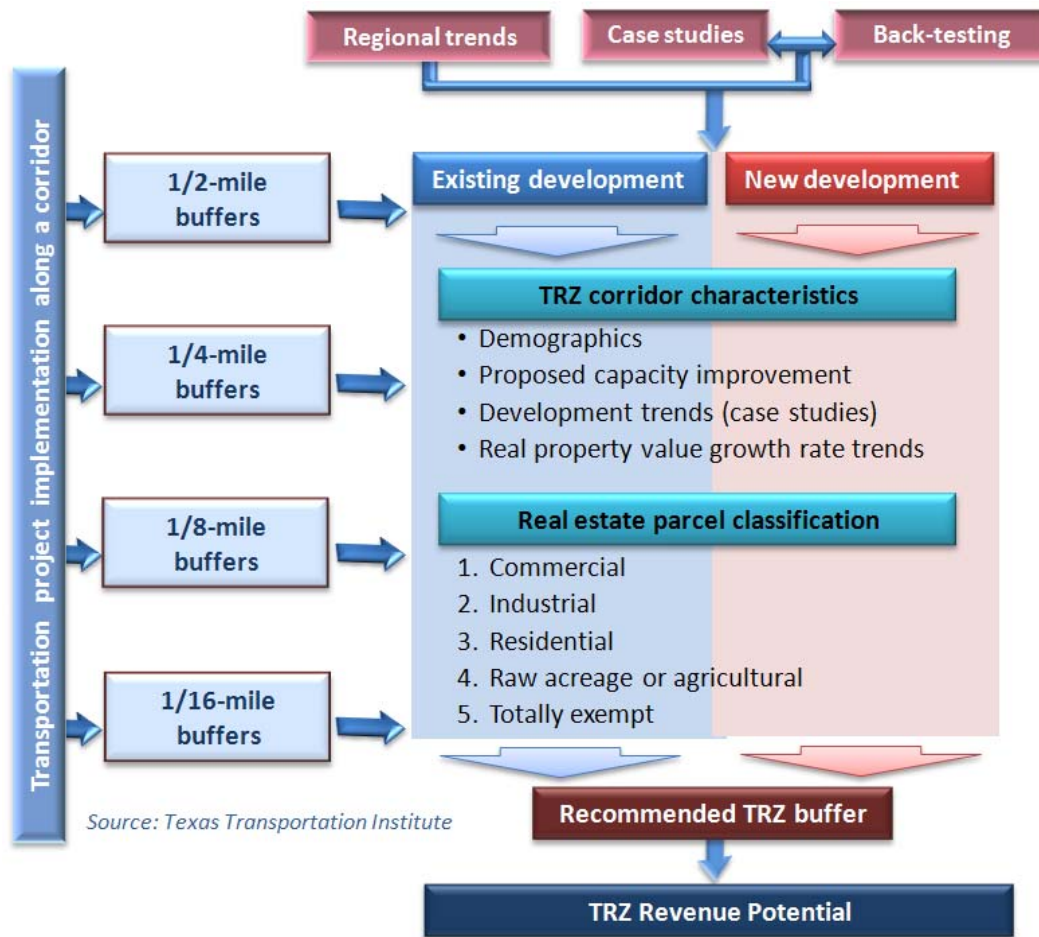 Regional trends
Case studies
Back-testing
Transportation project implementation along a corridor
1/2-mile
buffers
1/4-mile
buffers
1/8-mile
buffers
1/16-mile
buffers
Existing development
New development
TRZ corridor characteristics
• Demographics
• Proposed capacity improvement
• Development trends (case studies)
• Real property value growth rate trends
Real estate parcel classification
1. Commercial
2. Industrial
3. Residential
4. Raw acreage or agricultural
5. Totally exempt
Source: Texas Transportation Institute
Recommended TRZ buffer
TRZ Revenue Potential